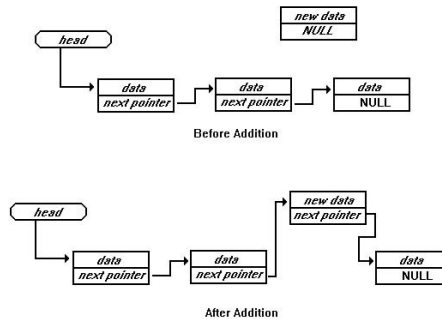 new data
NULL
head
data
next pointer
data
next pointer
data
NULL
Before Addition
new data
next pointer
head
data
next pointer
data
next pointer
data
NULL
After Addition